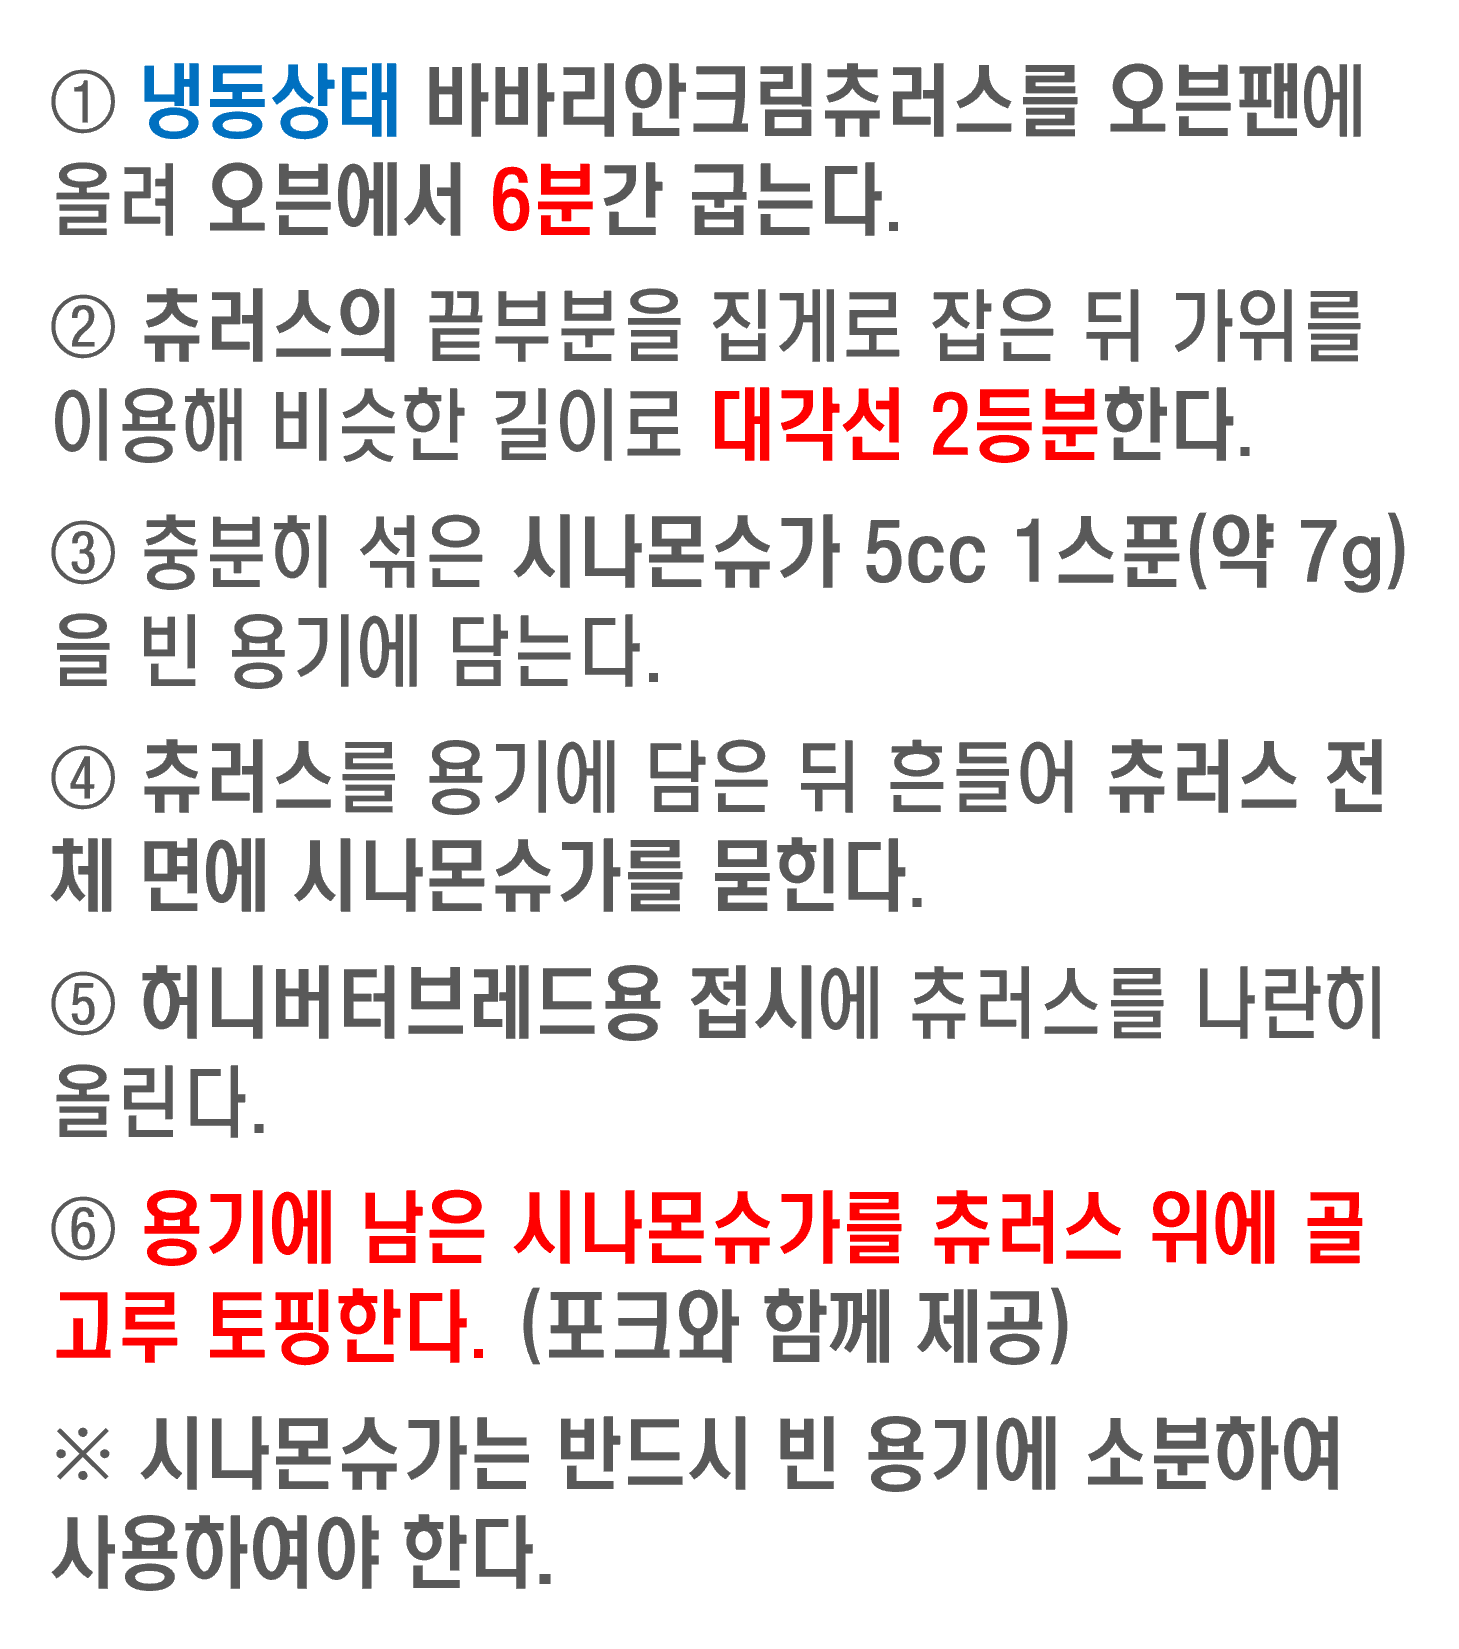 ① 냉동상태 바바리안크림츄러스를 오븐팬에
올려 오븐에서 6분간 굽는다.
② 츄러스의 끝부분을 집게로 잡은 뒤 가위를
이용해 비슷한 길이로 대각선 2등분한다.
③ 충분히 섞은 시나몬슈가 5cc 1스푼(약 7g)
을 빈 용기에 담는다.
④ 츄러스를 용기에 담은 뒤 흔들어 츄러스 전
체 면에 시나몬슈가를 묻힌다.
⑤ 허니버터브레드용 접시에 츄러스를 나란히
올린다.
⑥ 용기에 남은 시나몬슈가를 츄러스 위에 골
고루 토핑한다. (포크와 함께 제공)
※ 시나몬슈가는 반드시 빈 용기에 소분하여
사용하여야 한다.